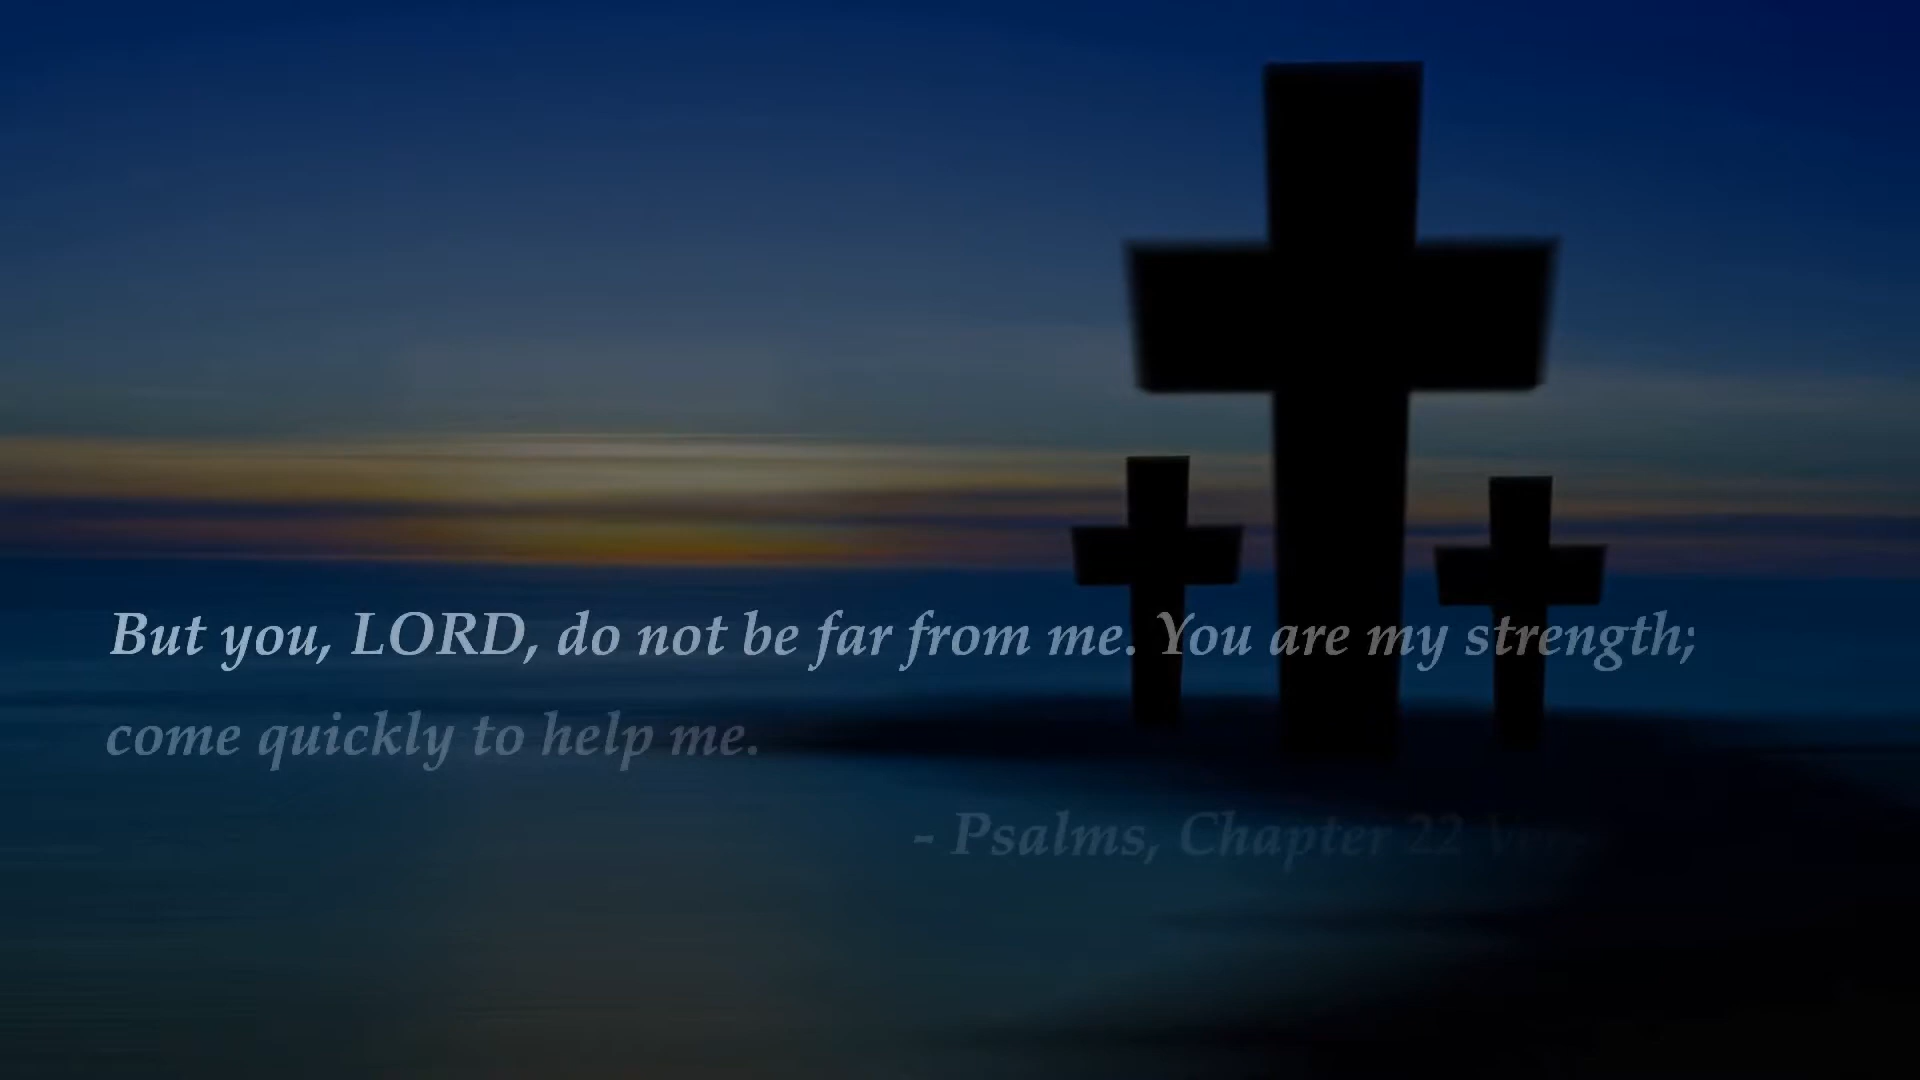 But you, LORD, do not be far from me. You are my strength;
come quickly to help me.
- Psalms, Chapter 22